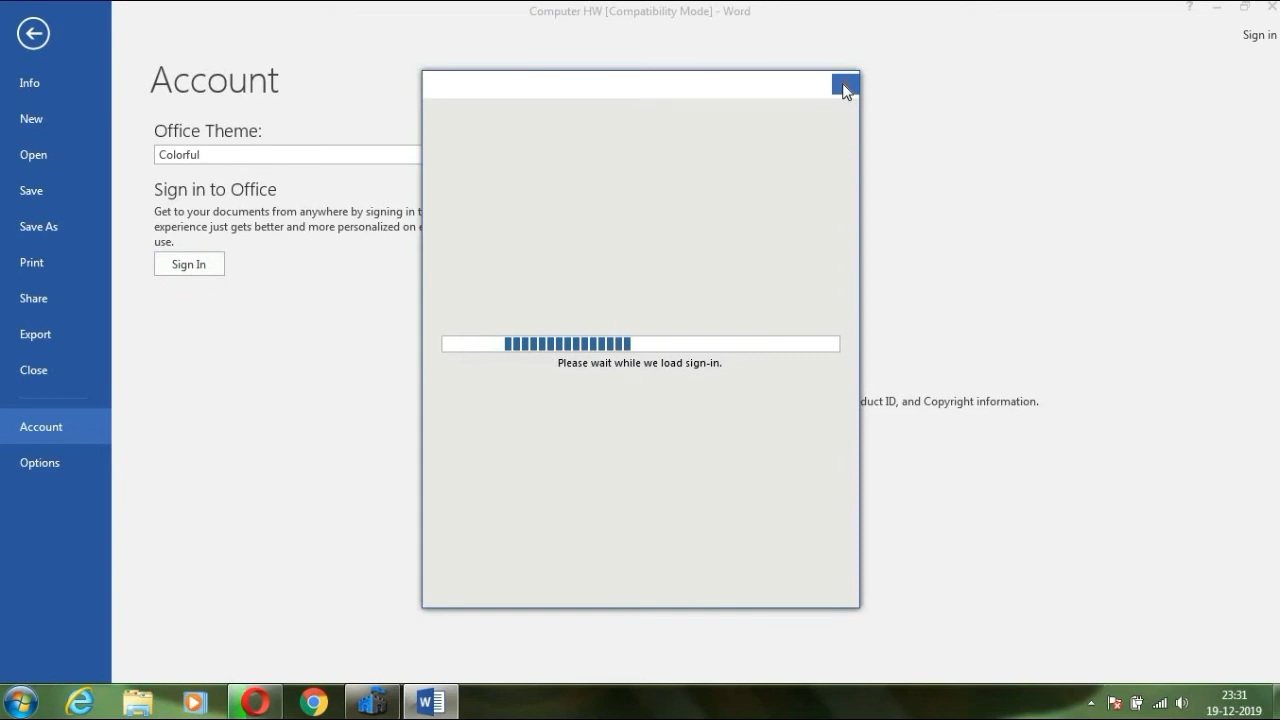 Computer HW [Compatibility Mode] - Word
?
Sign in
Info
New
Open
Save
Save As
Print
Share
Export
Close
Account
Options
Account
Office Theme:
Colorful
Sign in to Office
Get to your documents from anywhere by signing in t
experience just gets better and more personalized on e
use.
Sign In
Please wait while we load sign-in.
duct ID, and Copyright information.
23:31
19-12-2019